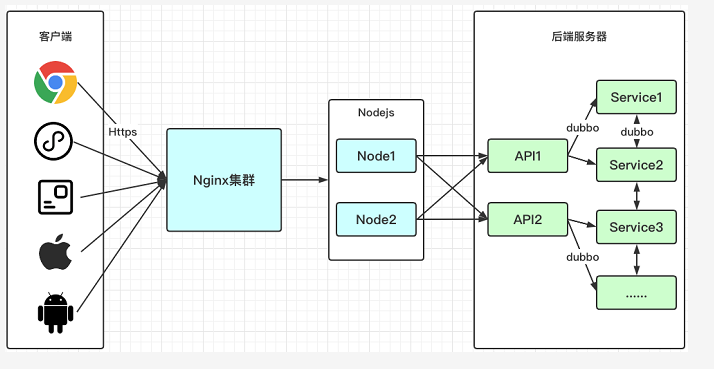 客户端
Https
Nginx集群
Nodejs
Node1
Node2
后端服务器
API1
API2
dubbo
dubbo
dubbo
Service1
Service2
Service3
......